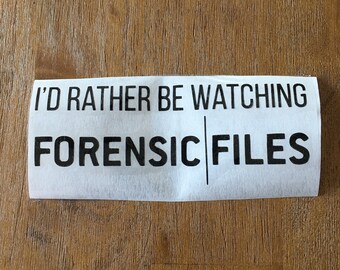 I'D RATHER BE WATCHING
FORENSIC|FILES